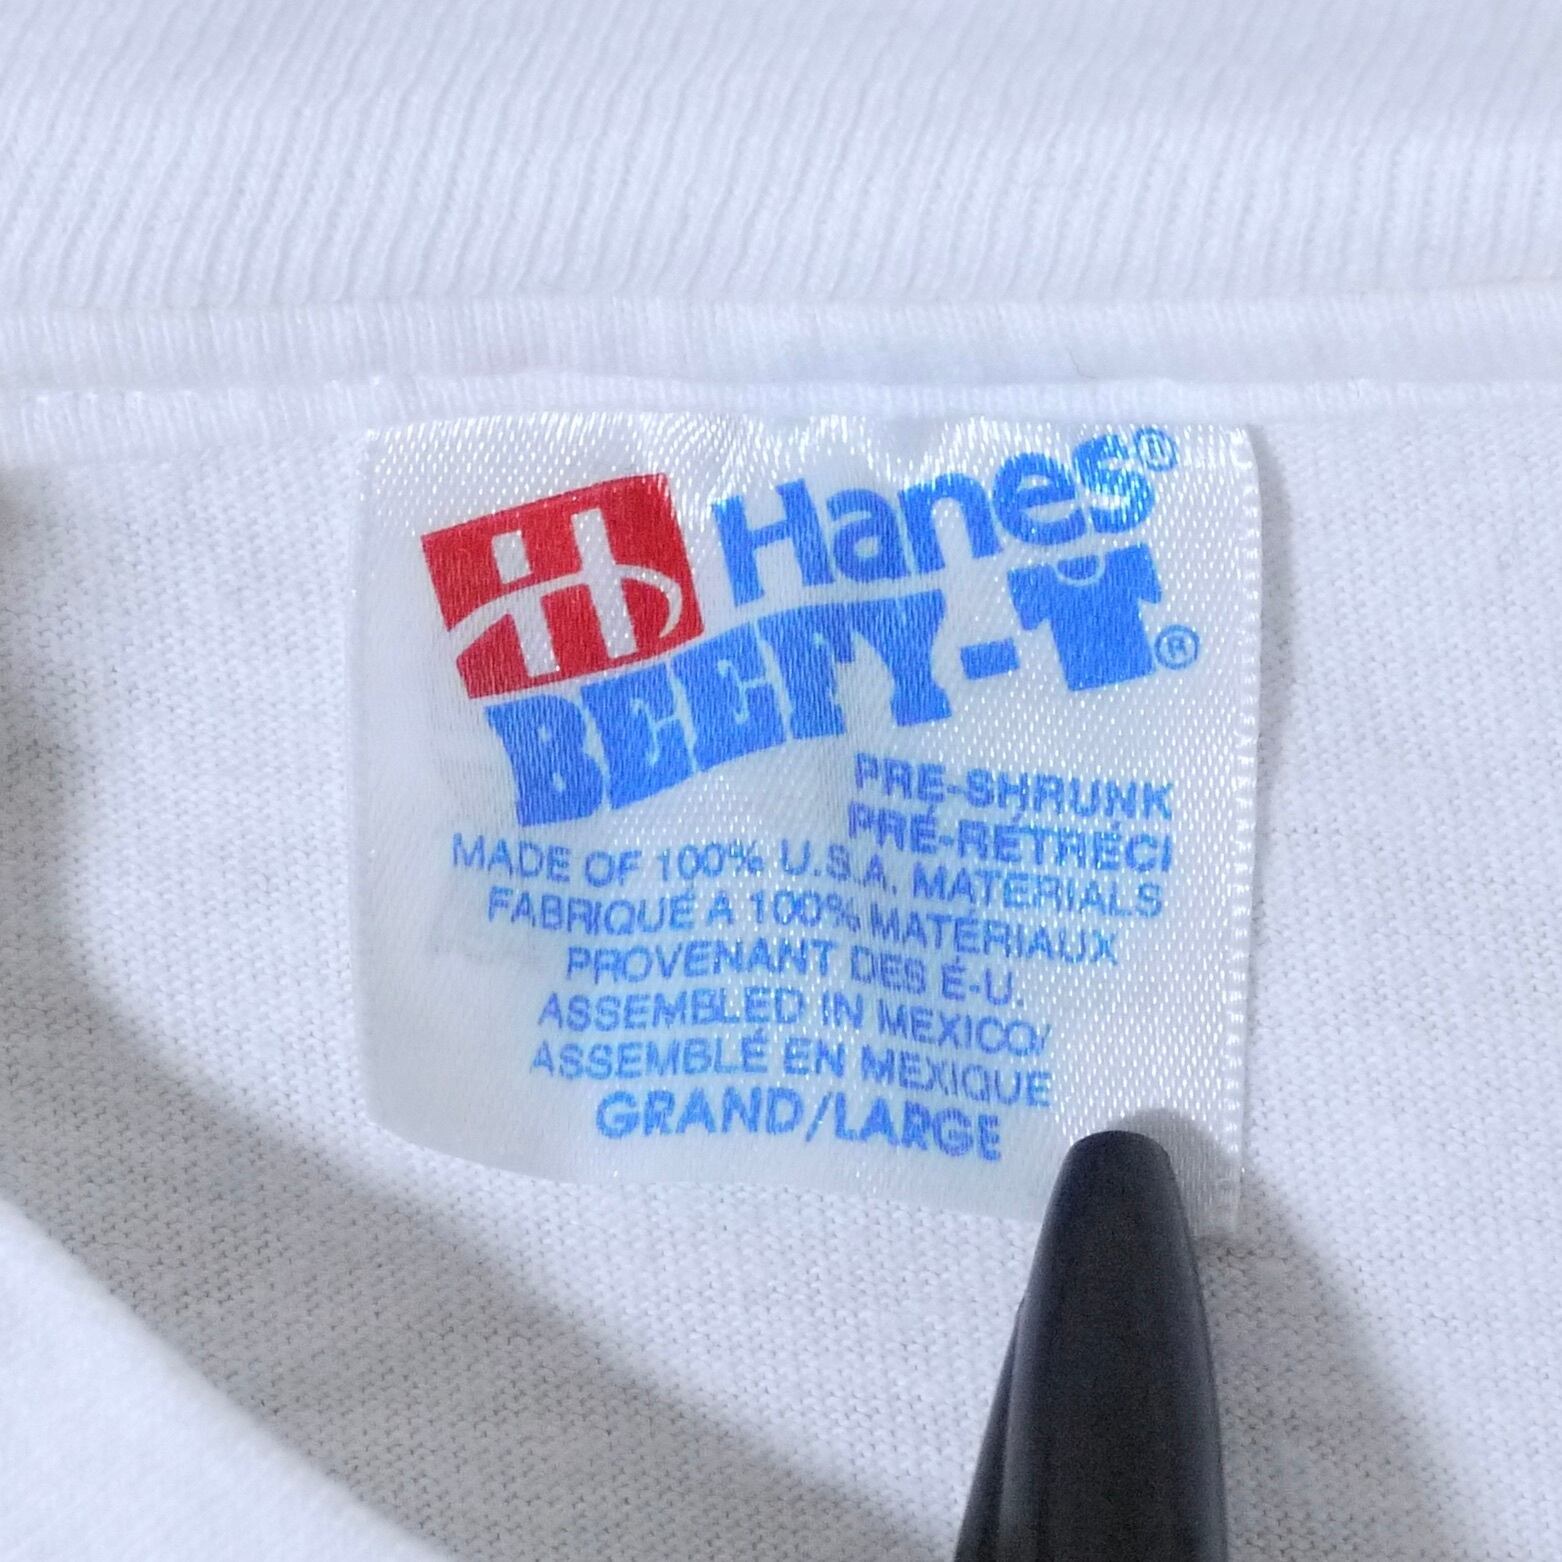 H Hanes®
BEEFY-T®
PRE-SHRUNK
PRÉ-RÉTRÉCI
MADE OF 100% U.S.A. MATERIALS
FABRIQUÉ À 100% MATÉRIAUX
PROVENANT DES É-U.
ASSEMBLED IN MEXICO/
ASSEMBLÉ EN MEXIQUE
GRAND/LARGE